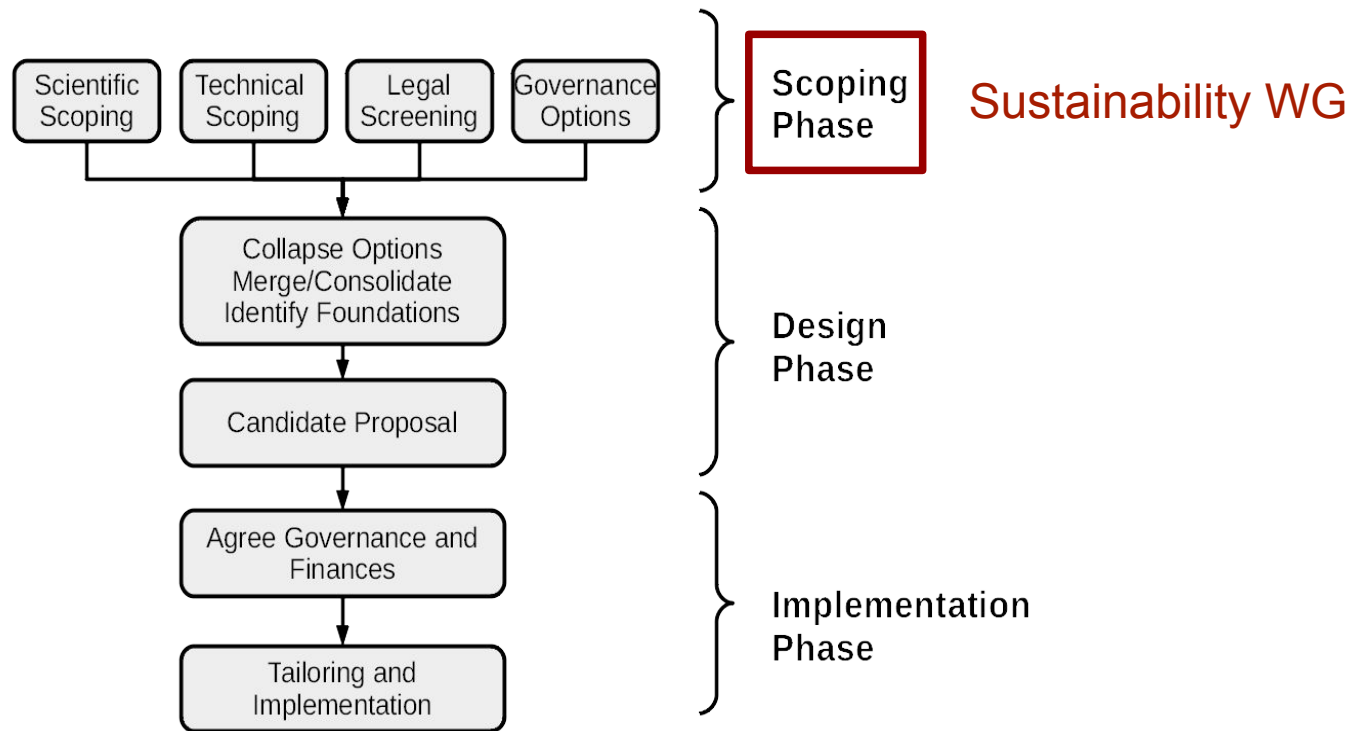 Scientific
Scoping
Technical
Scoping
Legal
Screening
Governance
Options
Scoping
Phase
Sustainability WG
Collapse Options
Merge/Consolidate
Identify Foundations
Candidate Proposal
Design
Phase
Agree Governance and
Finances
Tailoring and
Implementation
Implementation
Phase